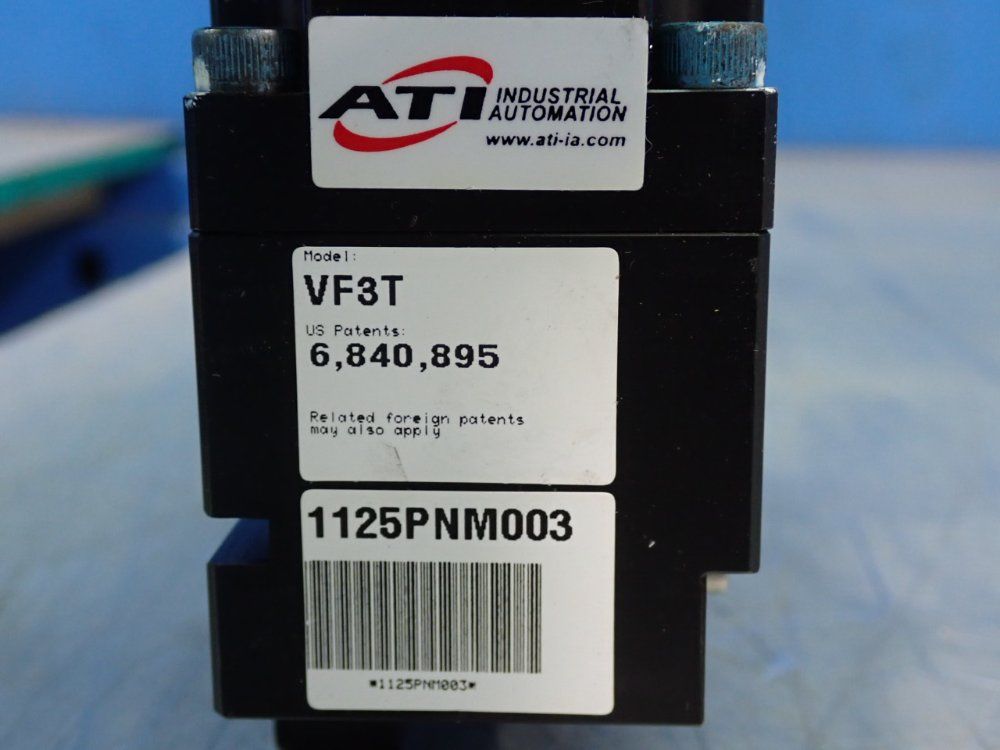 ATI INDUSTRIAL
AUTOMATION
www.ati-ia.com
Model:
VF3T
US Patents:
6,840,895
Related foreign patents
may also apply
1125PNM003
*1125PNM003*